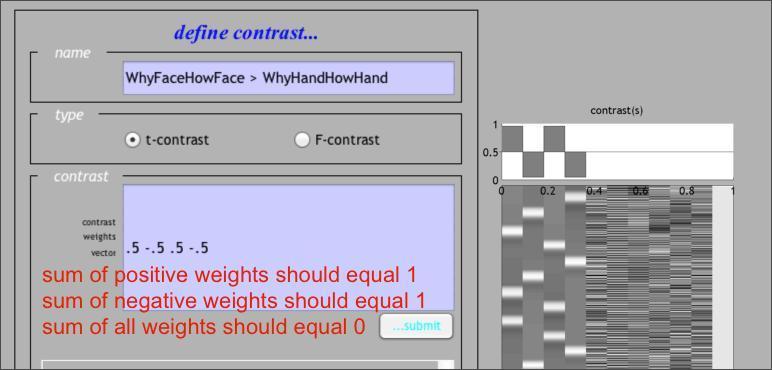 define contrast...
name
WhyFaceHowFace > WhyHandHowHand
type
t-contrast
F-contrast
contrast
contrast
weights
vector
.5 -.5 .5 -.5
sum of positive weights should equal 1
sum of negative weights should equal 1
sum of all weights should equal 0
...submit
contrast(s)
1
0.5
0
0 0.2 0.4 0.6 0.8 1